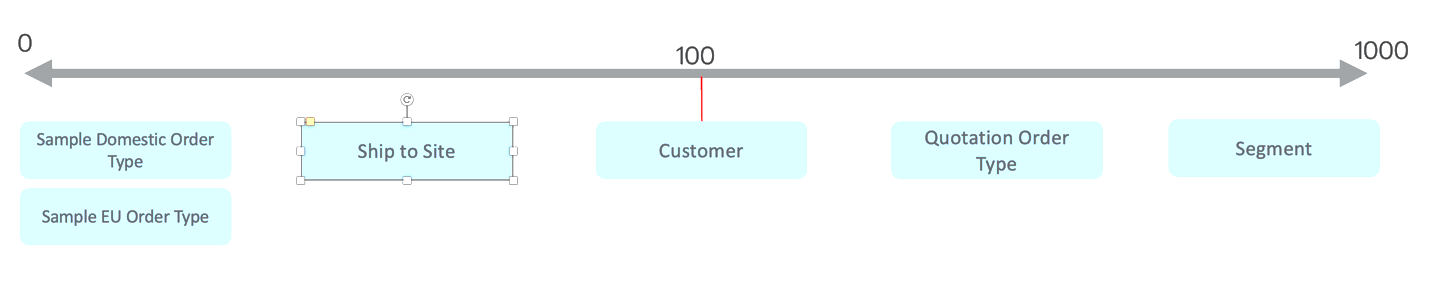 0
100
1000
Sample Domestic Order
Type
Ship to Site
Customer
Quotation Order
Type
Segment
Sample EU Order Type